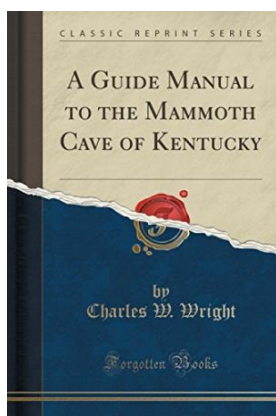 CLASSIC REPRINT SERIES
A GUIDE MANUAL
TO THE MAMMOTH
CAVE OF KENTUCKY
by
Charles W. Wright
Forgotten Books